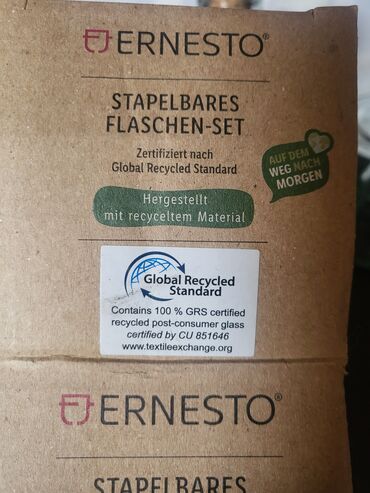 ERNESTO®
STAPELBARES
FLASCHEN-SET
Zertifiziert nach
Global Recycled Standard
AUF DEM
WEG NACH
MORGEN
Hergestellt
mit recyceltem Material
Global Recycled
Standard
Contains 100 % GRS certified
recycled post-consumer glass
certified by CU 851646
www.textileexchange.org
ERNESTO®
STAPELBARES